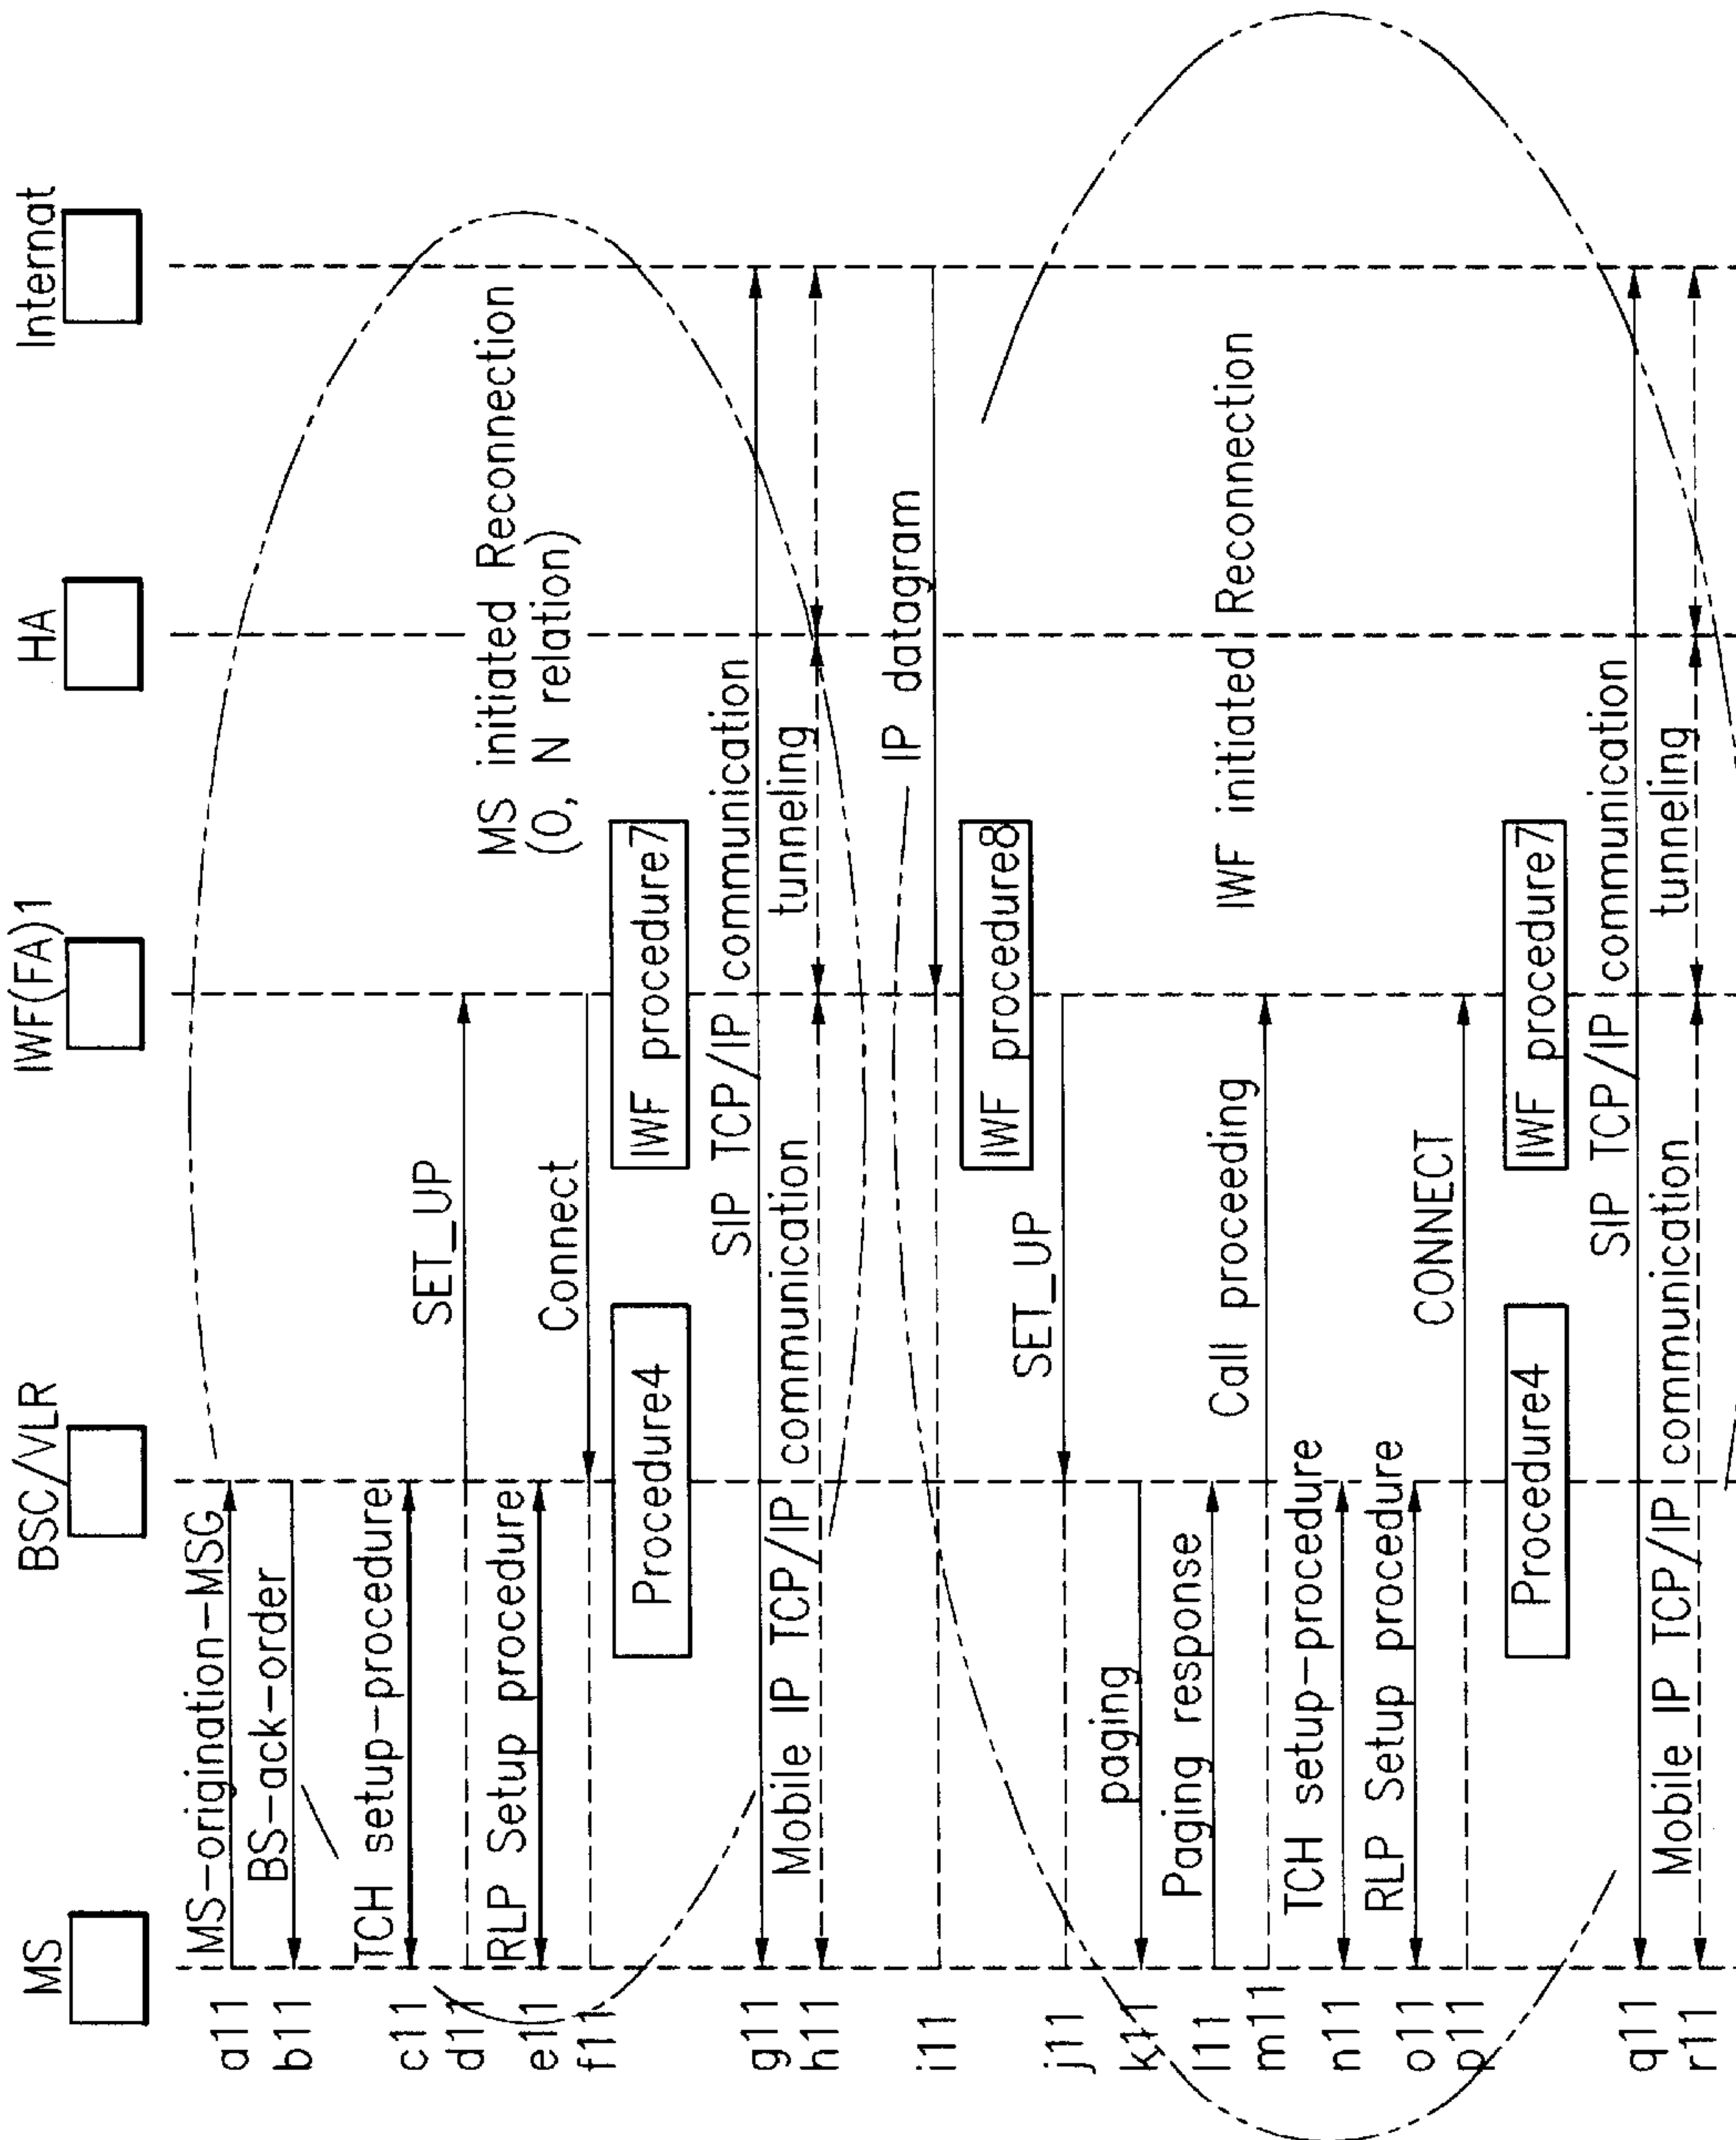 MS
BSC/VLR
IWF(FA)1
HA
Internat
a11
MS-origination-MSG
b11
BS-ack-order
c11
TCH setup-procedure
d11
SET_UP
MS initiated Reconnection
(O, N relation)
e11
RLP Setup procedure
f11
Connect
Procedure4
IWF procedure7
g11
SIP TCP/IP communication
h11
Mobile IP TCP/IP communication
tunneling
i11
IP datagram
IWF procedure8
j11
SET_UP
k11
paging
l11
Paging response
m11
Call proceeding
IWF initiated Reconnection
n11
TCH setup-procedure
o11
RLP Setup procedure
p11
CONNECT
Procedure4
IWF procedure7
q11
SIP TCP/IP communication
r11
Mobile IP TCP/IP communication
tunneling